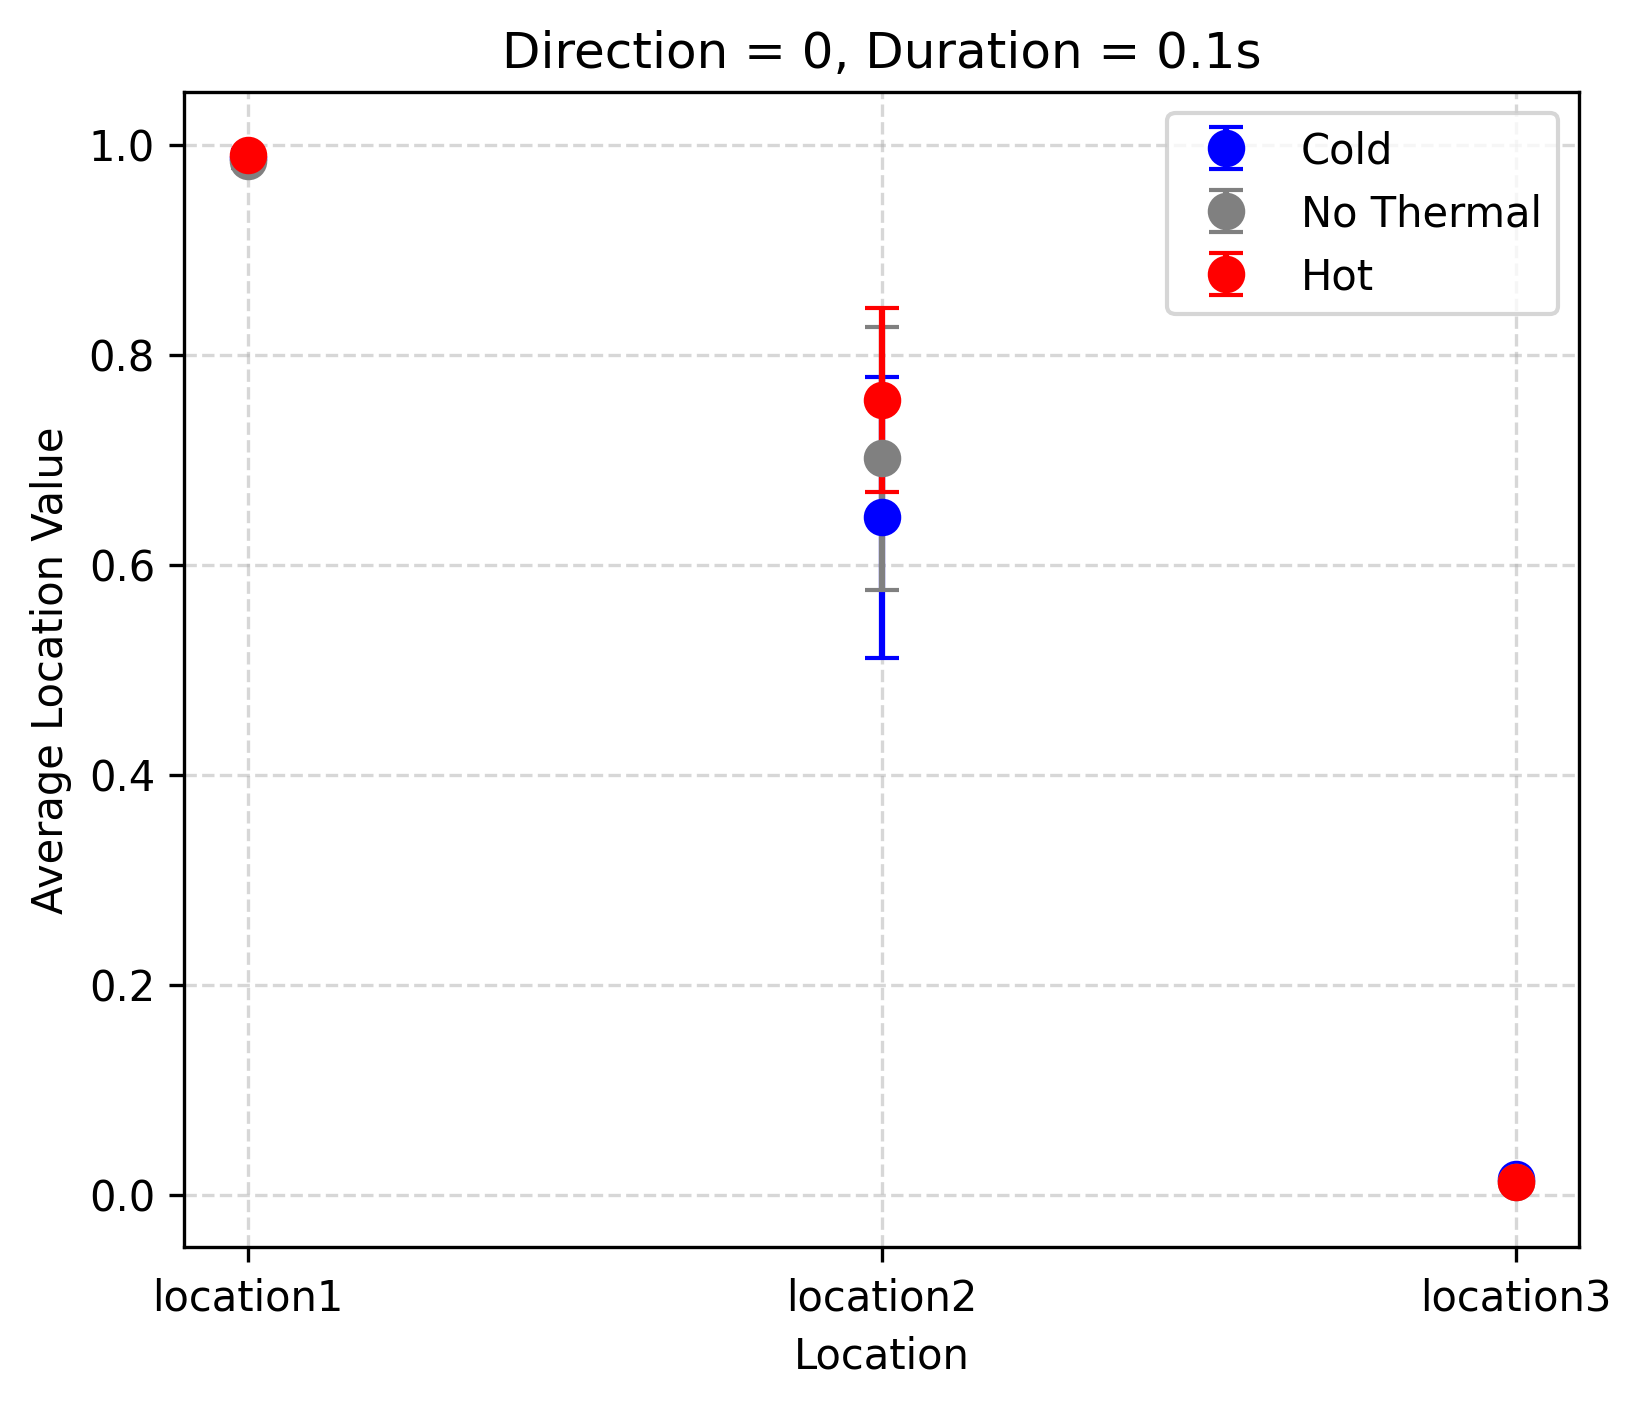 Direction = 0, Duration = 0.1s
Cold
No Thermal
Hot
1.0
0.8
0.6
0.4
0.2
0.0
Average Location Value
location1 location2 location3
Location